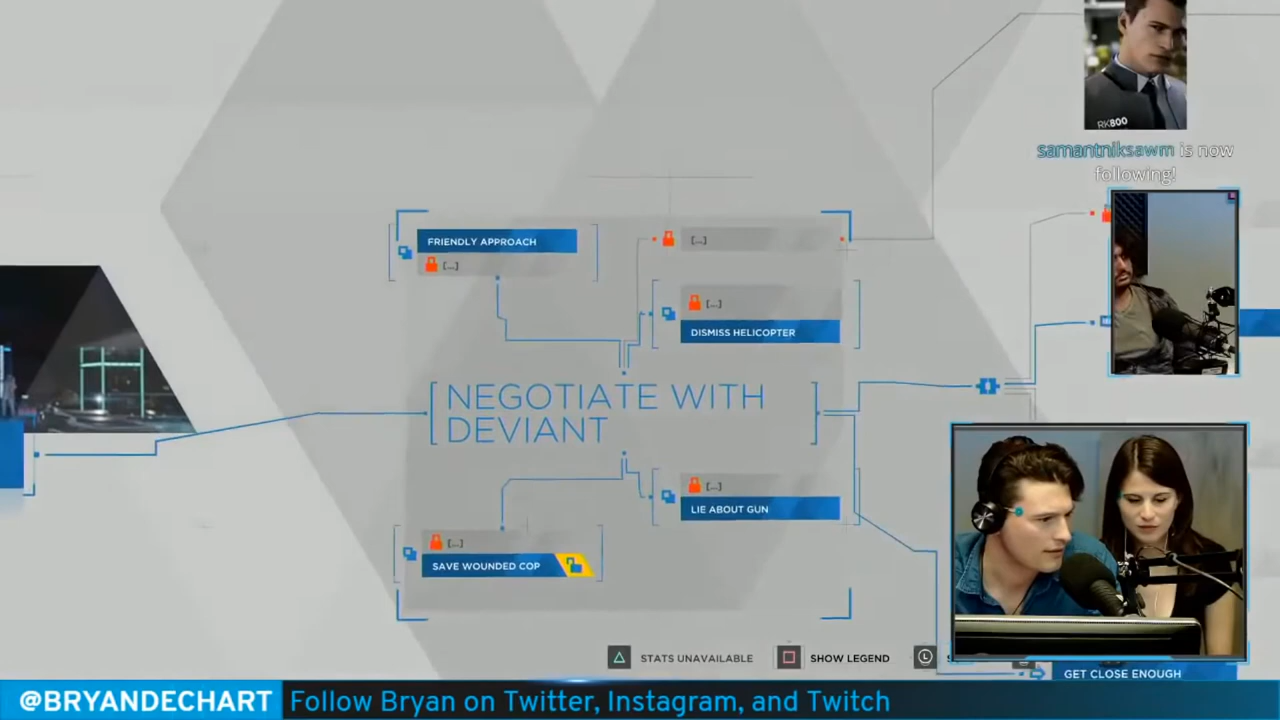 RK800
samantniksawm is now
following!
FRIENDLY APPROACH
[...]
[...]
[...]
DISMISS HELICOPTER
NEGOTIATE WITH
DEVIANT
[...]
LIE ABOUT GUN
[...]
SAVE WOUNDED COP
STATS UNAVAILABLE
SHOW LEGEND
L
GET CLOSE ENOUGH
@BRYANDECHART
Follow Bryan on Twitter, Instagram, and Twitch